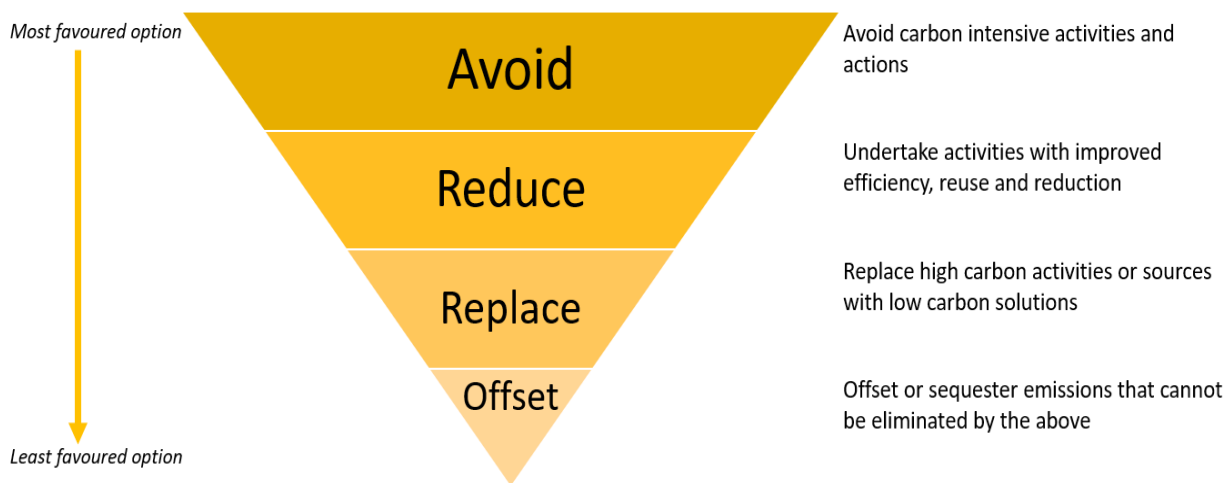 Most favoured option
Avoid
Avoid carbon intensive activities and
actions
Reduce
Undertake activities with improved
efficiency, reuse and reduction
Replace
Replace high carbon activities or sources
with low carbon solutions
Offset
Offset or sequester emissions that cannot
be eliminated by the above
Least favoured option